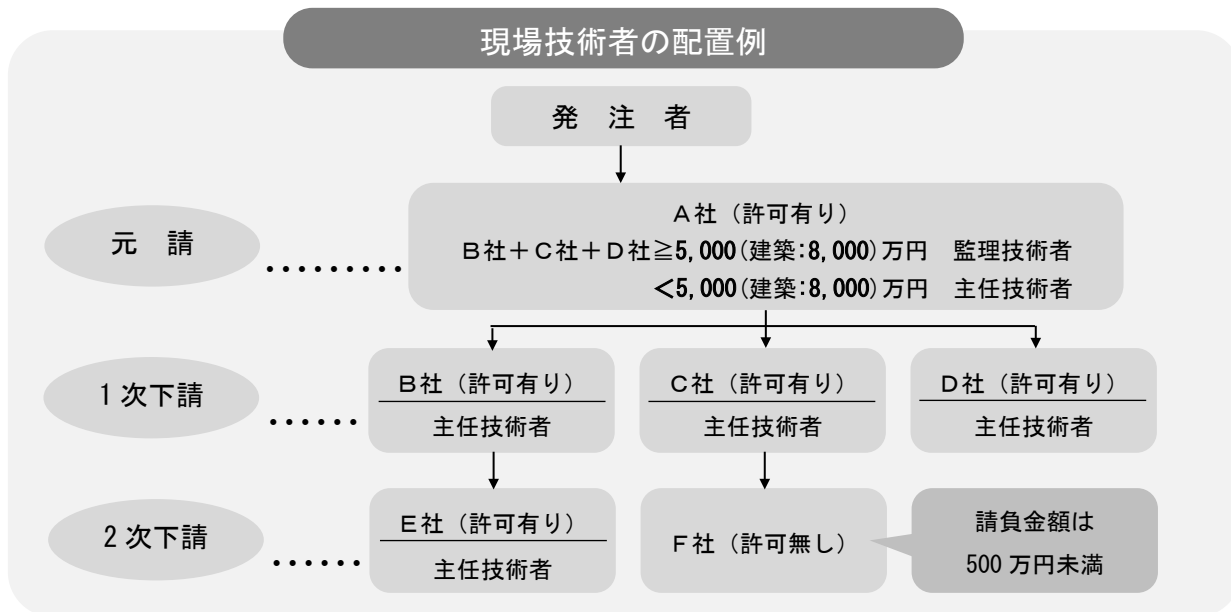 現場技術者の配置例
発　注　者
元　請
Ａ社（許可有り）
Ｂ社＋Ｃ社＋Ｄ社≧5,000(建築:8,000)万円　監理技術者
＜5,000(建築:8,000)万円　主任技術者
１次下請
Ｂ社（許可有り）
主任技術者
Ｃ社（許可有り）
主任技術者
Ｄ社（許可有り）
主任技術者
２次下請
Ｅ社（許可有り）
主任技術者
Ｆ社（許可無し）
請負金額は
500 万円未満